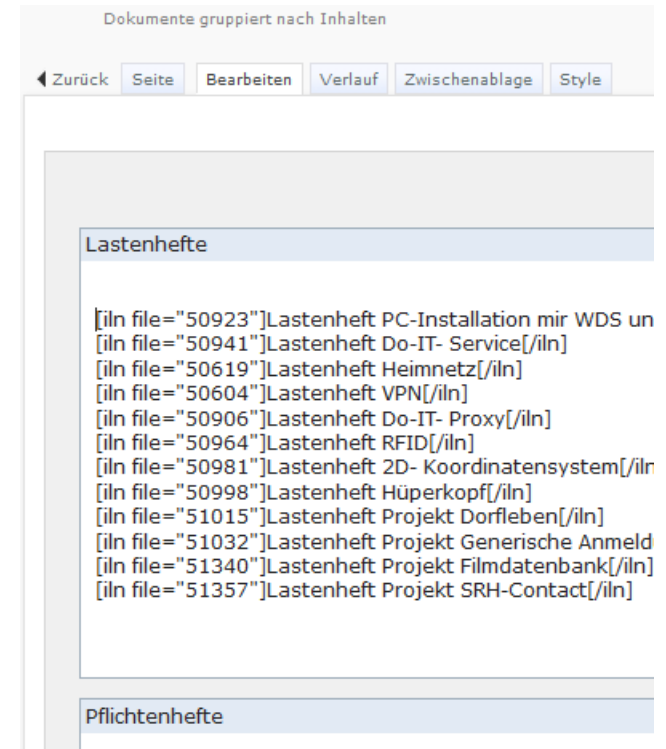 Dokumente gruppiert nach Inhalten
Zurück Seite Bearbeiten Verlauf Zwischenablage Style
Lastenhefte
[iln file="50923"]Lastenheft PC-Installation mir WDS un
[iln file="50941"]Lastenheft Do-IT- Service[/iln]
[iln file="50619"]Lastenheft Heimnetz[/iln]
[iln file="50604"]Lastenheft VPN[/iln]
[iln file="50906"]Lastenheft Do-IT- Proxy[/iln]
[iln file="50964"]Lastenheft RFID[/iln]
[iln file="50981"]Lastenheft 2D- Koordinatensystem[/iln
[iln file="50998"]Lastenheft Hüperkopf[/iln]
[iln file="51015"]Lastenheft Projekt Dorfleben[/iln]
[iln file="51032"]Lastenheft Projekt Generische Anmeld
[iln file="51340"]Lastenheft Projekt Filmdatenbank[/iln]
[iln file="51357"]Lastenheft Projekt SRH-Contact[/iln]
Pflichtenhefte